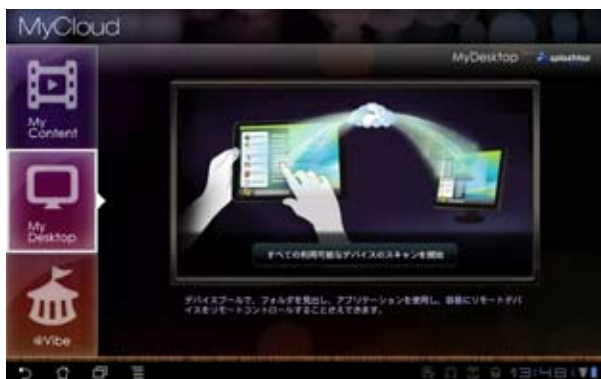 MyCloud
MyDesktop splashtop
My
Content
My
Desktop
@Vibe
すべての利用可能なデバイスのスキャンを開始
デバイスプールで、フォルダを見出し、アプリケーションを使用し、容易にリモートデバ
イスをリモートコントロールすることさえできます。
13:48